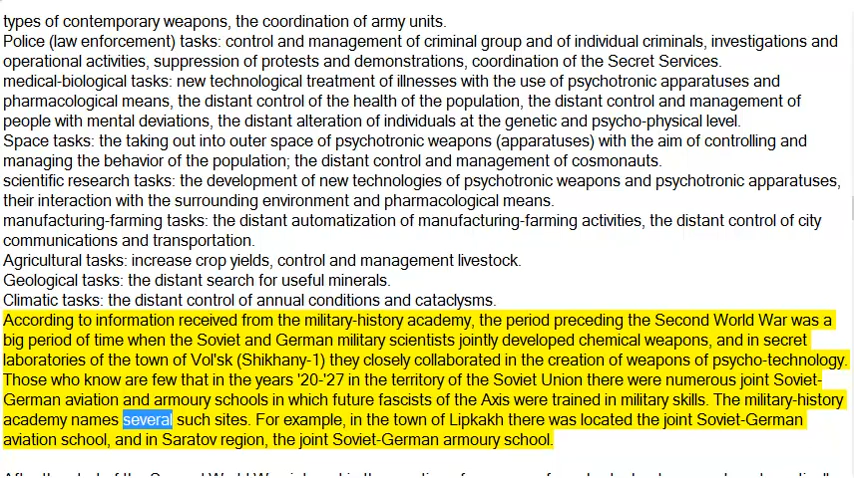 types of contemporary weapons, the coordination of army units.
Police (law enforcement) tasks: control and management of criminal group and of individual criminals, investigations and
operational activities, suppression of protests and demonstrations, coordination of the Secret Services.
medical-biological tasks: new technological treatment of illnesses with the use of psychotronic apparatuses and
pharmacological means, the distant control of the health of the population, the distant control and management of
people with mental deviations, the distant alteration of individuals at the genetic and psycho-physical level.
Space tasks: the taking out into outer space of psychotronic weapons (apparatuses) with the aim of controlling and
managing the behavior of the population; the distant control and management of cosmonauts.
scientific research tasks: the development of new technologies of psychotronic weapons and psychotronic apparatuses,
their interaction with the surrounding environment and pharmacological means.
manufacturing-farming tasks: the distant automatization of manufacturing-farming activities, the distant control of city
communications and transportation.
Agricultural tasks: increase crop yields, control and management livestock.
Geological tasks: the distant search for useful minerals.
Climatic tasks: the distant control of annual conditions and cataclysms.
According to information received from the military-history academy, the period preceding the Second World War was a
big period of time when the Soviet and German military scientists jointly developed chemical weapons, and in secret
laboratories of the town of Vol'sk (Shikhany-1) they closely collaborated in the creation of weapons of psycho-technology.
Those who know are few that in the years '20-'27 in the territory of the Soviet Union there were numerous joint Soviet-
German aviation and armoury schools in which future fascists of the Axis were trained in military skills. The military-history
academy names several such sites. For example, in the town of Lipkakh there was located the joint Soviet-German
aviation school, and in Saratov region, the joint Soviet-German armoury school.